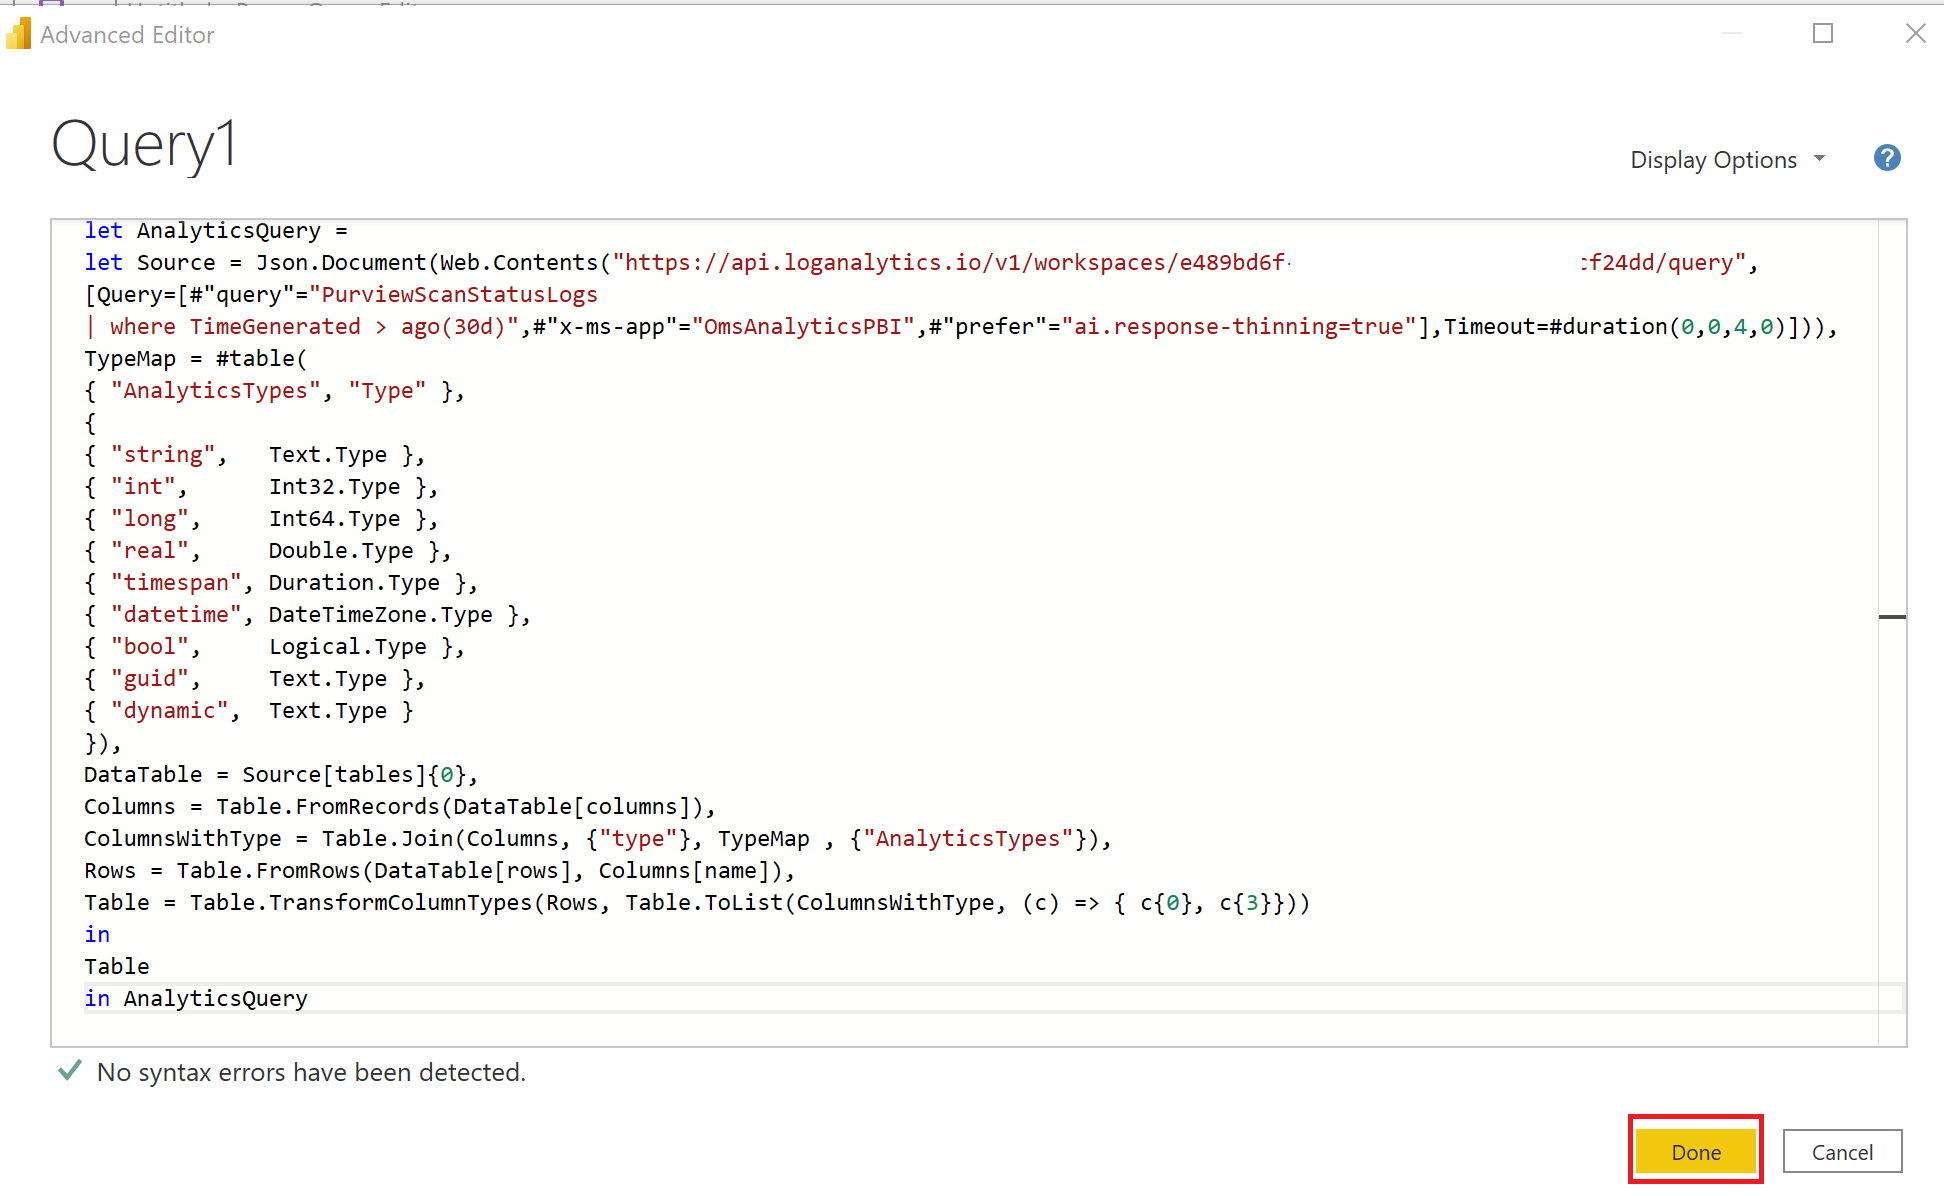 Advanced Editor
Query1
Display Options
?
let AnalyticsQuery =
let Source = Json.Document(Web.Contents("https://api.loganalytics.io/v1/workspaces/e489bd6f- cf24dd/query",
[Query=[#"query"="PurviewScanStatusLogs
| where TimeGenerated > ago(30d)",#"x-ms-app"="OmsAnalyticsPBI",#"prefer"="ai.response-thinning=true"],Timeout=#duration(0,0,4,0)])),
TypeMap = #table(
{ "AnalyticsTypes", "Type" },
{
{ "string",   Text.Type },
{ "int",      Int32.Type },
{ "long",     Int64.Type },
{ "real",     Double.Type },
{ "timespan", Duration.Type },
{ "datetime", DateTimeZone.Type },
{ "bool",     Logical.Type },
{ "guid",     Text.Type },
{ "dynamic",  Text.Type }
}),
DataTable = Source[tables]{0},
Columns = Table.FromRecords(DataTable[columns]),
ColumnsWithType = Table.Join(Columns, {"type"}, TypeMap , {"AnalyticsTypes"}),
Rows = Table.FromRows(DataTable[rows], Columns[name]),
Table = Table.TransformColumnTypes(Rows, Table.ToList(ColumnsWithType, (c) => { c{0}, c{3}}))
in
Table
in AnalyticsQuery
No syntax errors have been detected.
Done
Cancel